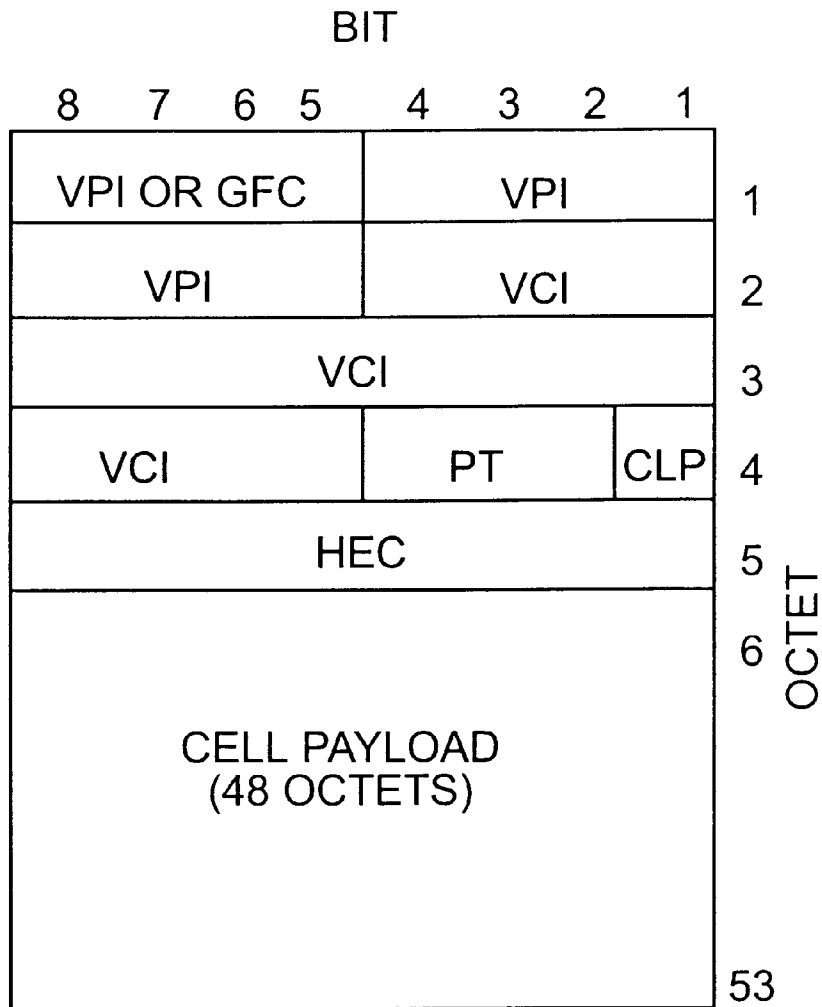 BIT
8 7 6 5 4 3 2 1
VPI OR GFC VPI 1
VPI VCI 2
VCI 3
VCI PT CLP 4
HEC 5
6
OCTET
CELL PAYLOAD
(48 OCTETS)
53